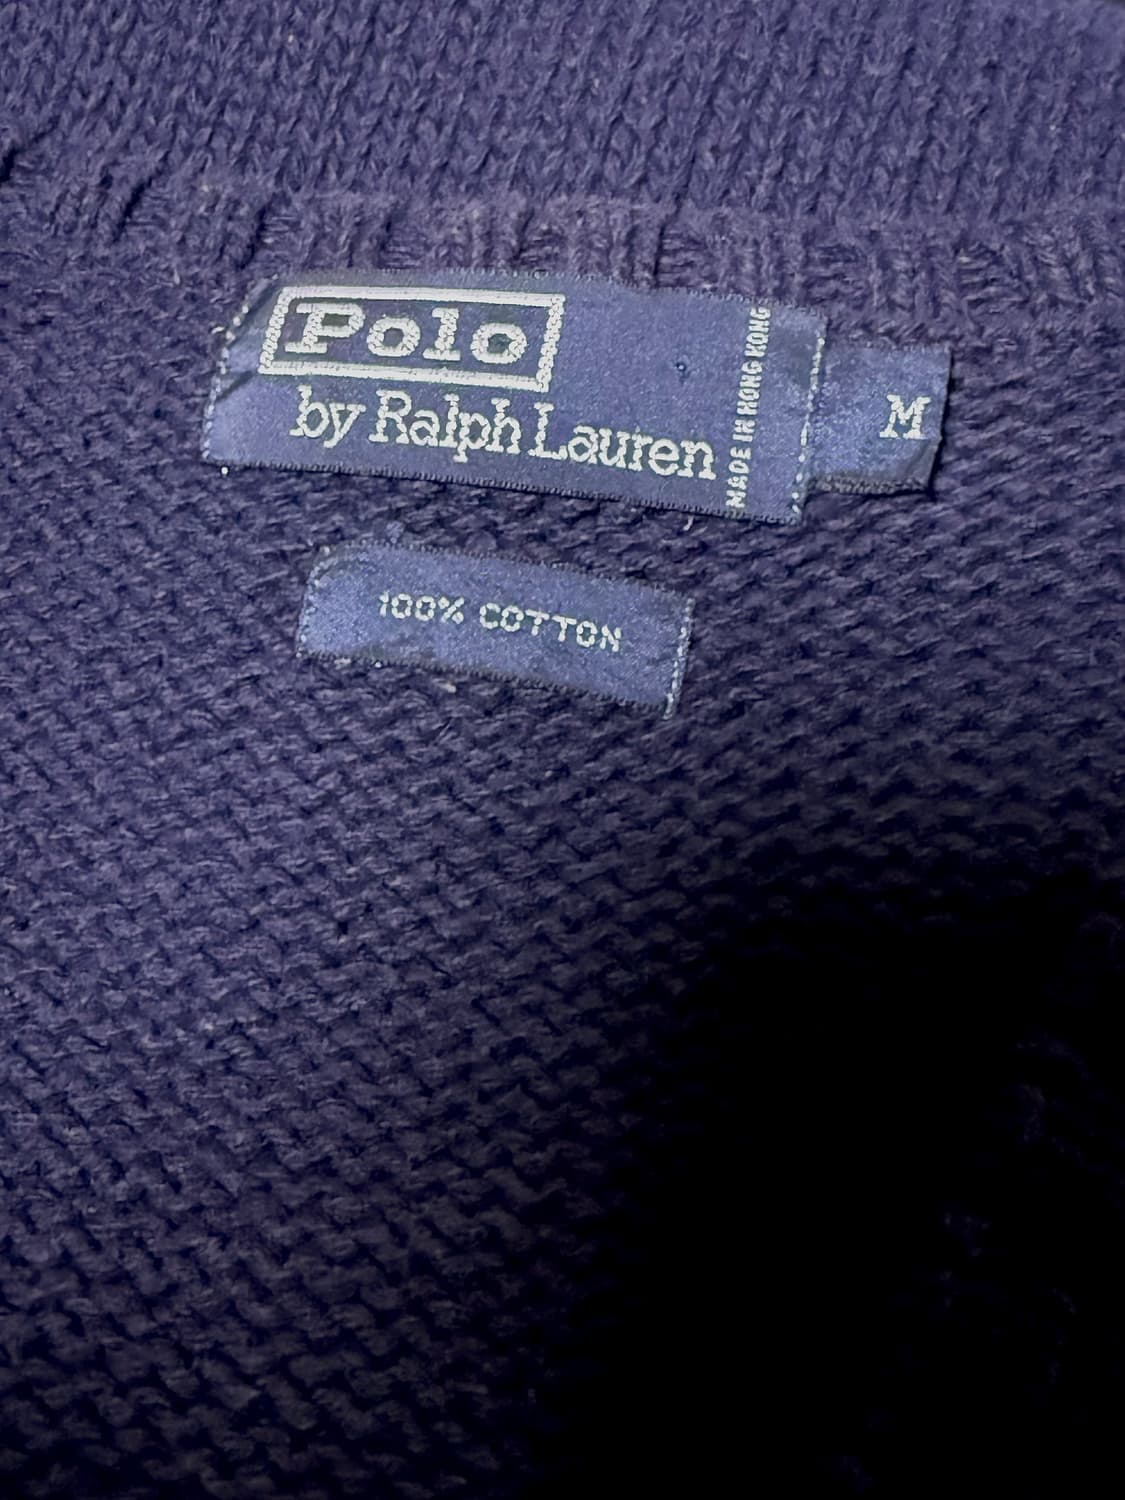 Polo
by Ralph Lauren
MADE IN HONG KONG
M
100% COTTON